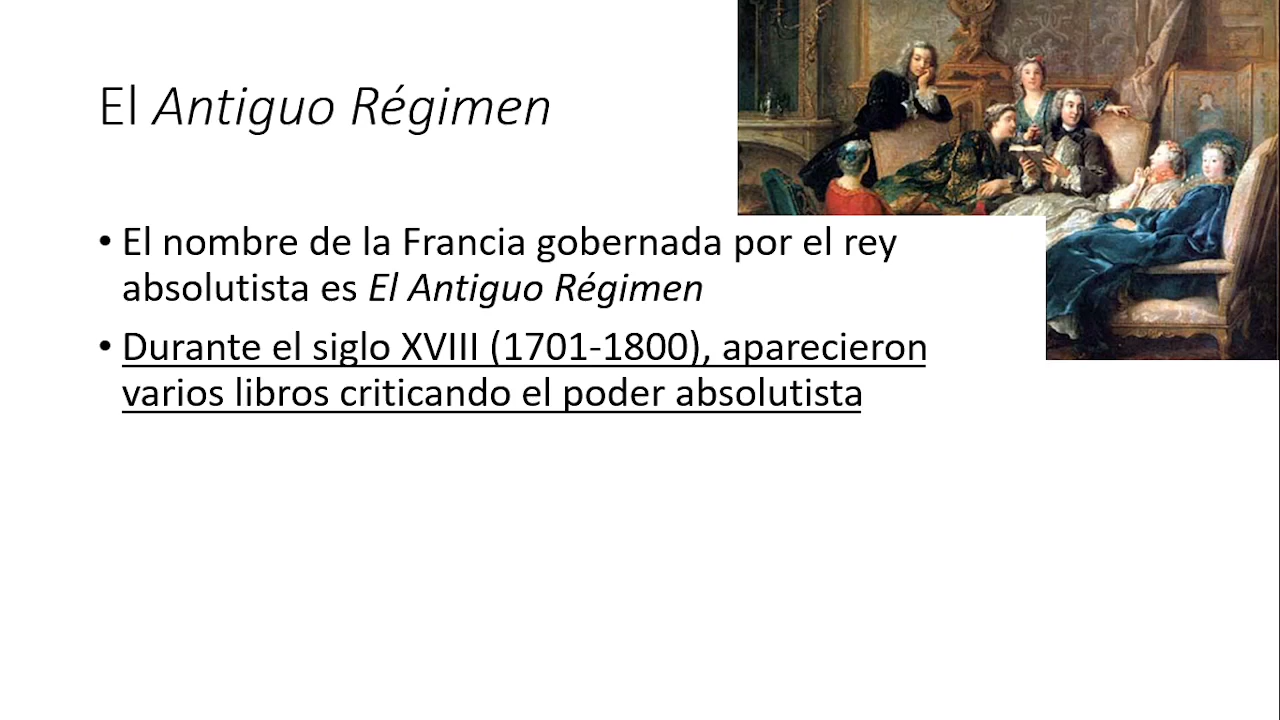 El Antiguo Régimen
• El nombre de la Francia gobernada por el rey
absolutista es El Antiguo Régimen
• Durante el siglo XVIII (1701-1800), aparecieron
varios libros criticando el poder absolutista